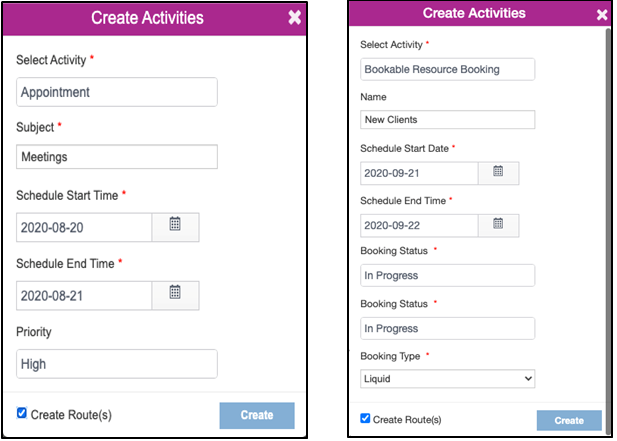 Create Activities
Select Activity *
Appointment
Subject *
Meetings
Schedule Start Time *
2020-08-20
Schedule End Time *
2020-08-21
Priority
High
Create Route(s)
Create
Create Activities
Select Activity *
Bookable Resource Booking
Name
New Clients
Schedule Start Date *
2020-09-21
Schedule End Time *
2020-09-22
Booking Status *
In Progress
Booking Status *
In Progress
Booking Type *
Liquid
Create Route(s)
Create